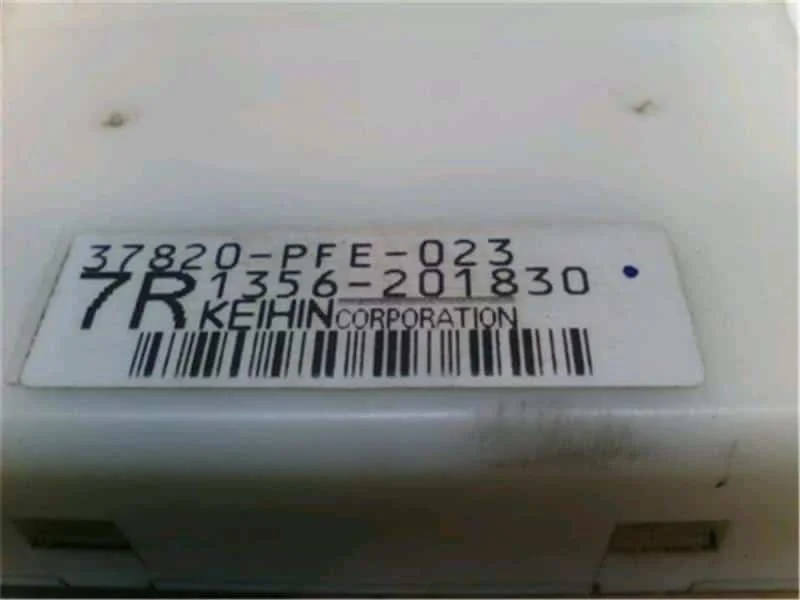 37820-PFE-023
7R 1356-201830
KEIHIN CORPORATION